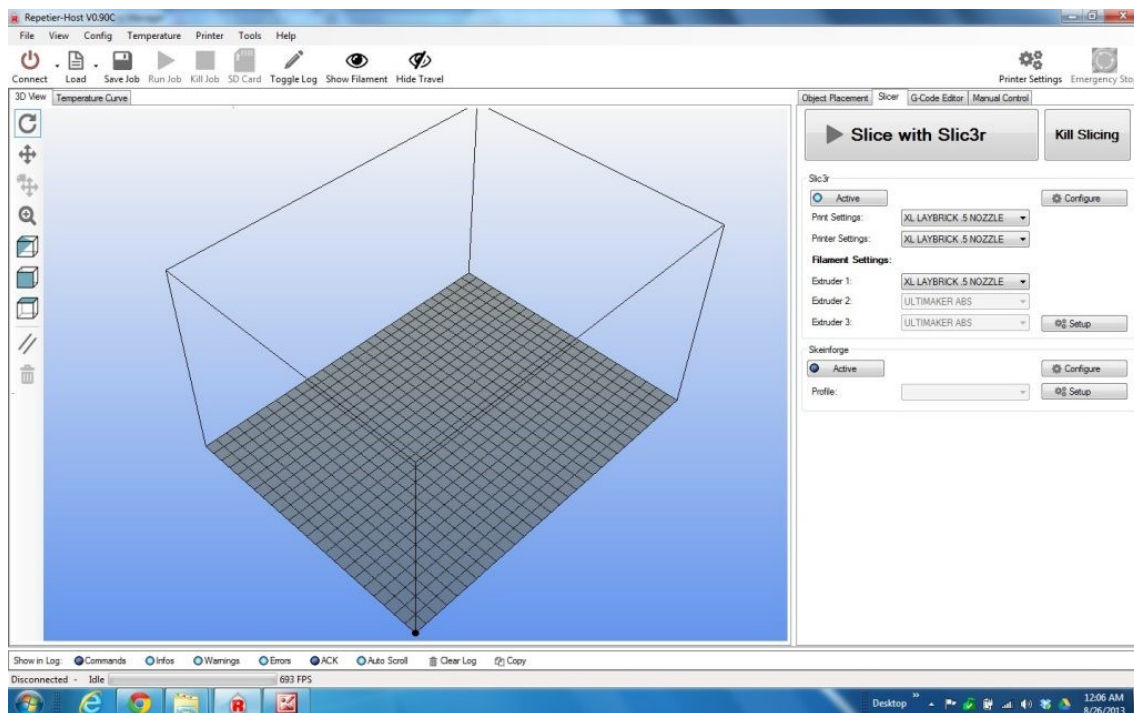 Repetier-Host V0.90C
File View Config Temperature Printer Tools Help
Connect Load Save Job Run Job Kill Job SD Card Toggle Log Show Filament Hide Travel Printer Settings Emergency Sto
3D View Temperature Curve
Object Placement Slicer G-Code Editor Manual Control
Slice with Slic3r Kill Slicing
Slic3r
Active Configure
Print Settings: XL LAYBRICK .5 NOZZLE
Printer Settings: XL LAYBRICK .5 NOZZLE
Filament Settings:
Extruder 1: XL LAYBRICK .5 NOZZLE
Extruder 2: ULTIMAKER ABS
Extruder 3: ULTIMAKER ABS Setup
Skeinforge
Active Configure
Profile: Setup
Show in Log: Commands Infos Warnings Errors ACK Auto Scroll Clear Log Copy
Disconnected - Idle 693 FPS
Desktop 12:06 AM
8/26/2013